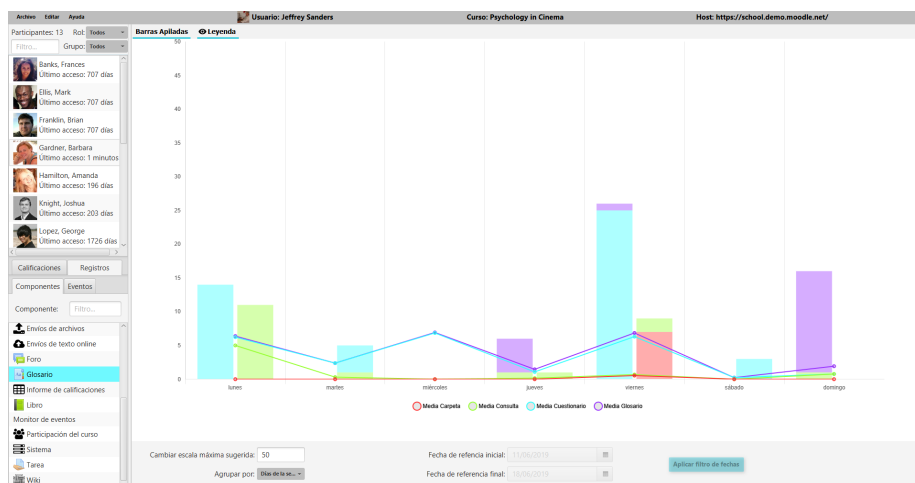 Archivo Editar Ayuda
Usuario: Jeffrey Sanders
Curso: Psychology in Cinema
Host: https://school.demo.moodle.net/
Participantes: 13 Rol: Todos
Filtro... Grupo: Todos
Banks, Frances
Último acceso: 707 días
Ellis, Mark
Último acceso: 707 días
Franklin, Brian
Último acceso: 707 días
Gardner, Barbara
Último acceso: 1 minutos
Hamilton, Amanda
Último acceso: 196 días
Knight, Joshua
Último acceso: 203 días
Lopez, George
Último acceso: 1726 días
Calificaciones Registros
Componentes Eventos
Componente: Filtro...
Envíos de archivos
Envíos de texto online
Foro
Glosario
Informe de calificaciones
Libro
Monitor de eventos
Participación del curso
Sistema
Tarea
Wiki
Barras Apiladas Leyenda
50
45
40
35
30
25
20
15
10
5
0
lunes martes miércoles jueves viernes sábado domingo
Media Carpeta Media Consulta Media Cuestionario Media Glosario
Cambiar escala máxima sugerida: 50
Agrupar por: Días de la se...
Fecha de refencia inicial: 11/06/2019
Fecha de referencia final: 10/06/2019
Aplicar filtro de fechas